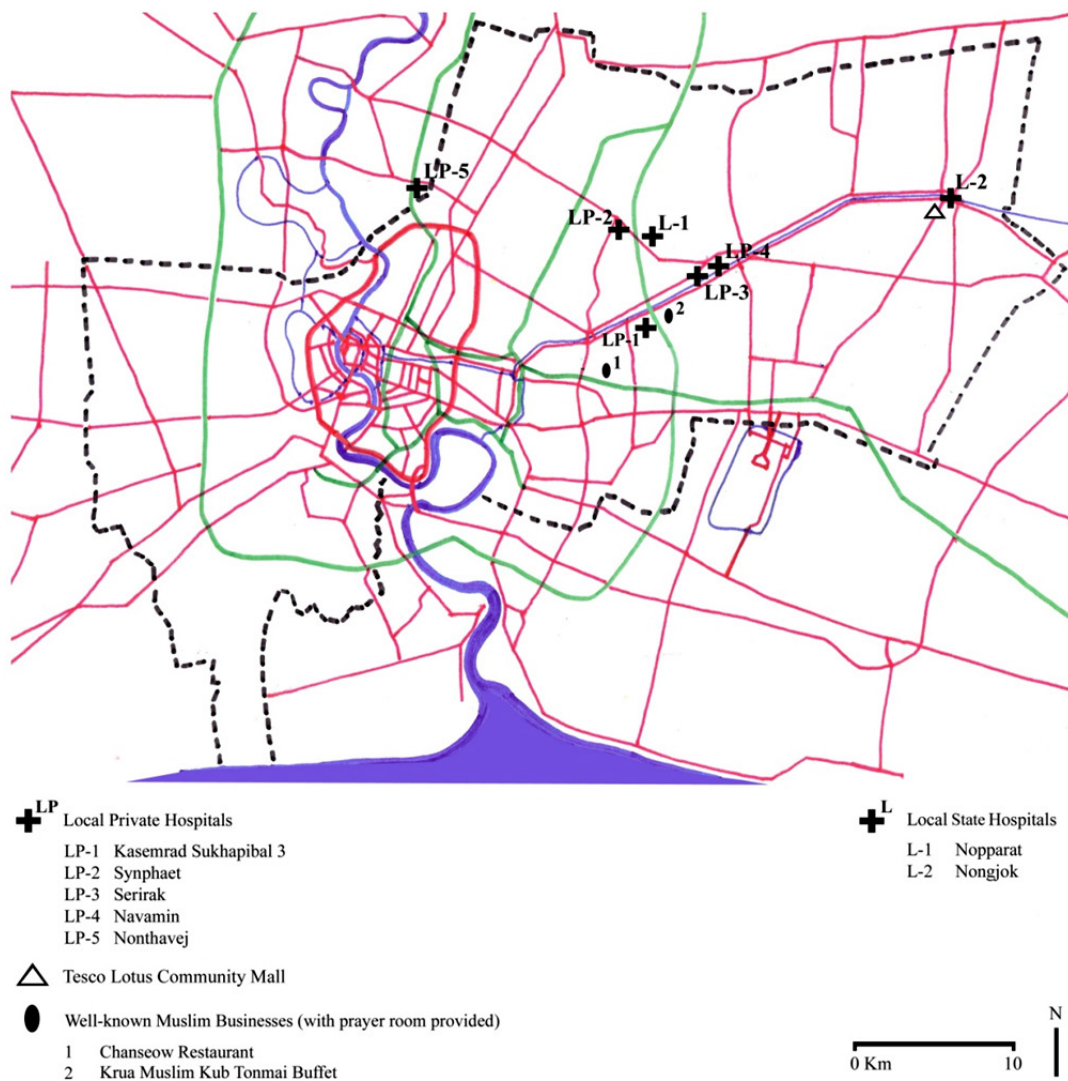 LP-5
L-2
LP-2
L-1
LP-4
LP-3
2
LP-1
1
LP
Local Private Hospitals
LP-1 Kasemrad Sukhapibal 3
LP-2 Synphaet
LP-3 Serirak
LP-4 Navamin
LP-5 Nonthavej
L
Local State Hospitals
L-1 Nopparat
L-2 Nongjok
Tesco Lotus Community Mall
Well-known Muslim Businesses (with prayer room provided)
1 Chanseow Restaurant
2 Krua Muslim Kub Tonmai Buffet
0 Km 10
N